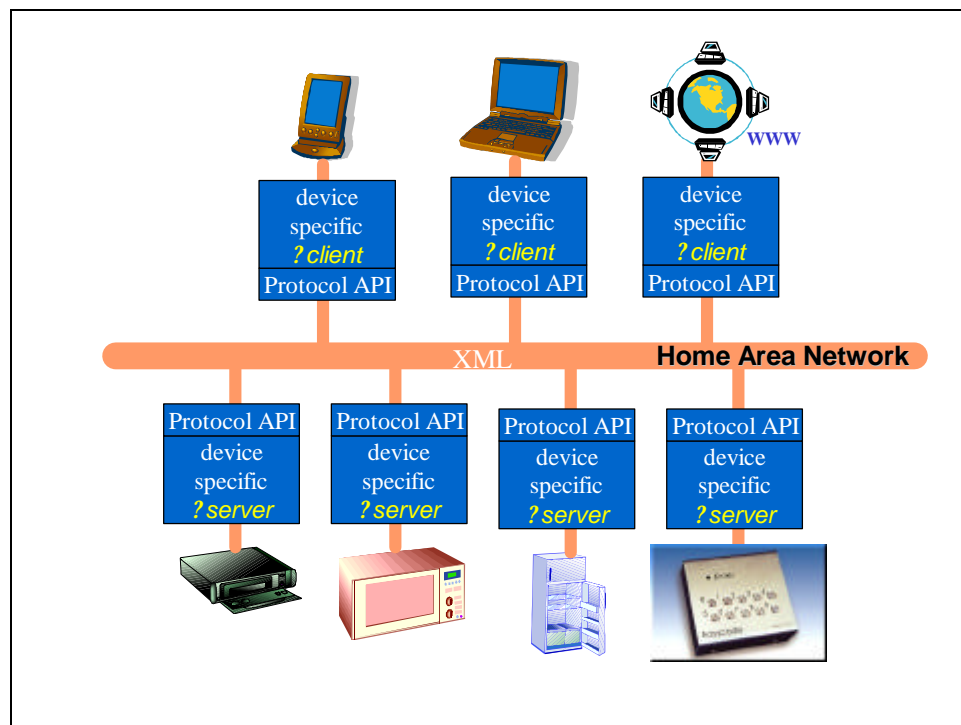 WWW
device
specific
? client
Protocol API
device
specific
? client
Protocol API
device
specific
? client
Protocol API
XML
Home Area Network
Protocol API
device
specific
? server
Protocol API
device
specific
? server
Protocol API
device
specific
? server
Protocol API
device
specific
? server